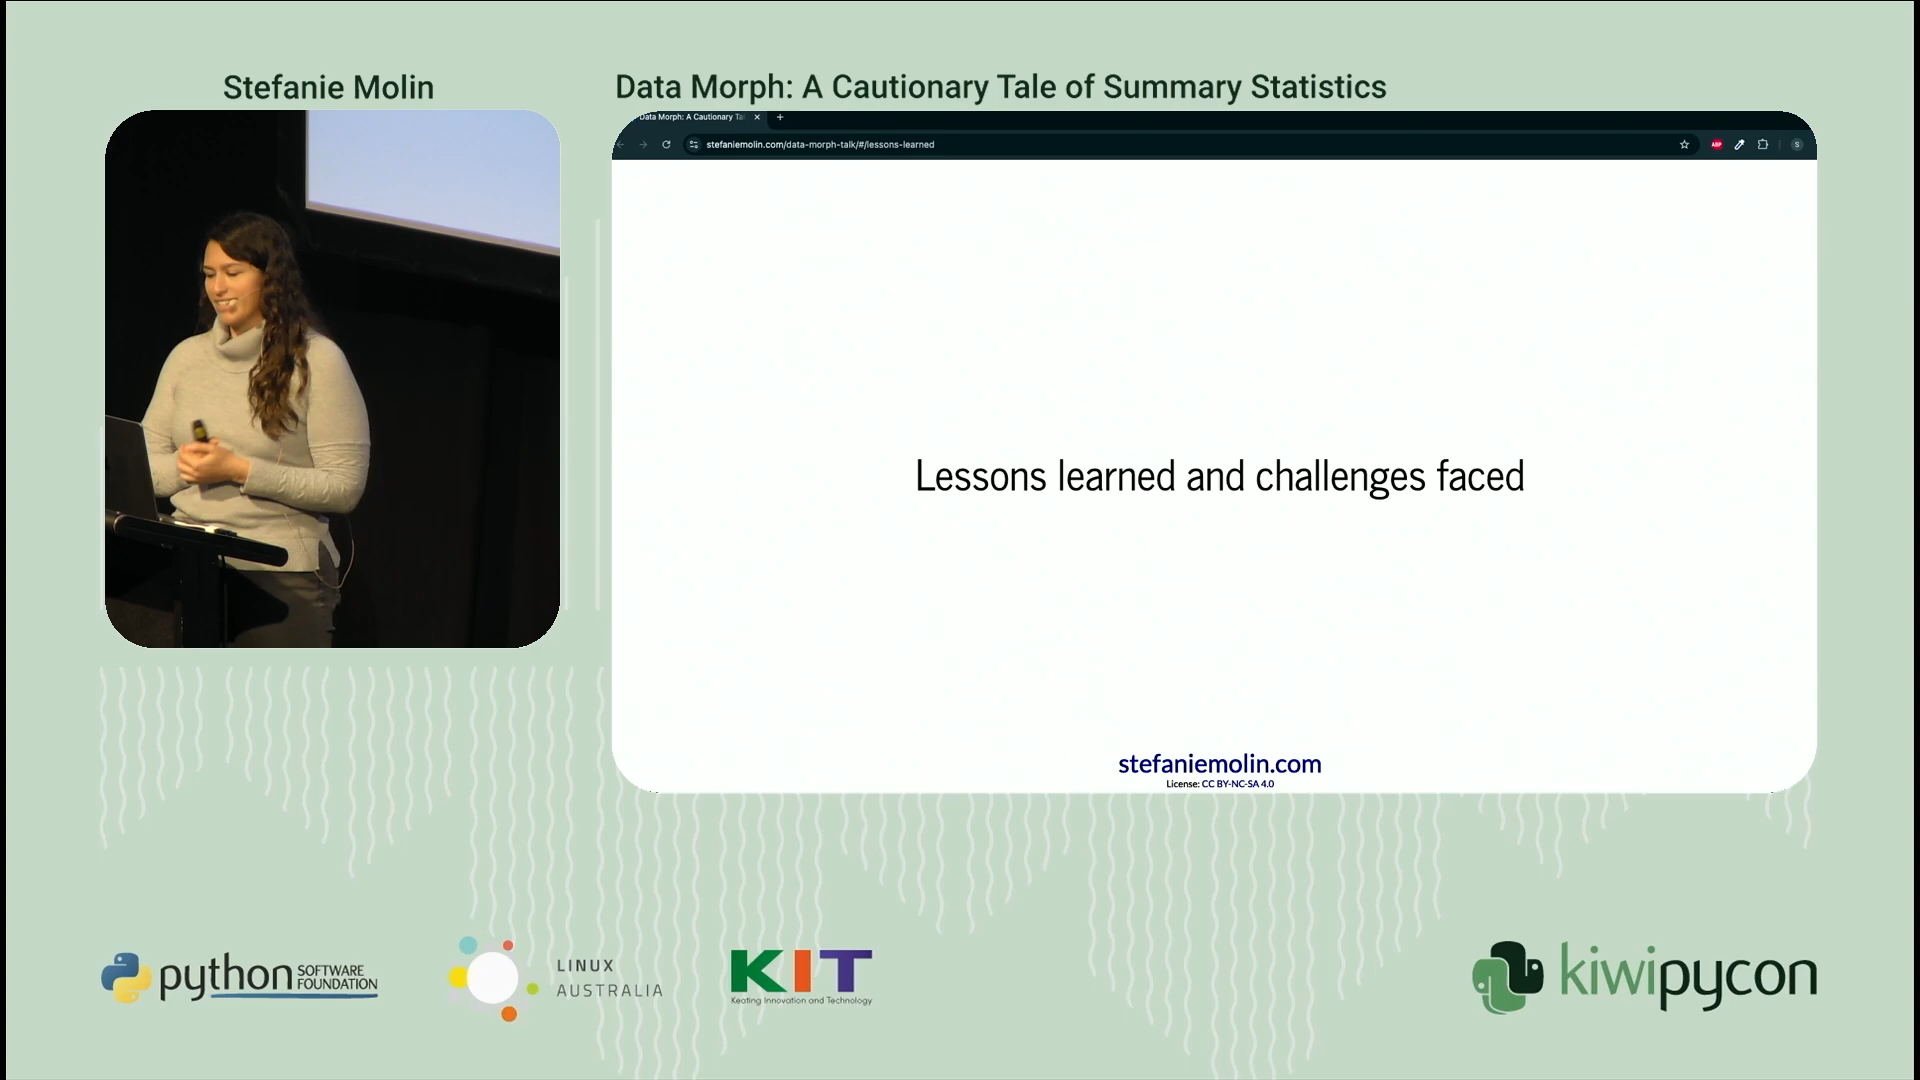 Stefanie Molin
Data Morph: A Cautionary Tale of Summary Statistics
Data Morph: A Cautionary Ta
stefaniemolin.com/data-morph-talk/#/lessons-learned
ABP
S
Lessons learned and challenges faced
stefaniemolin.com
License: CC BY-NC-SA 4.0
python SOFTWARE FOUNDATION
LINUX AUSTRALIA
KIT
Keating Innovation and Technology
kiwipycon